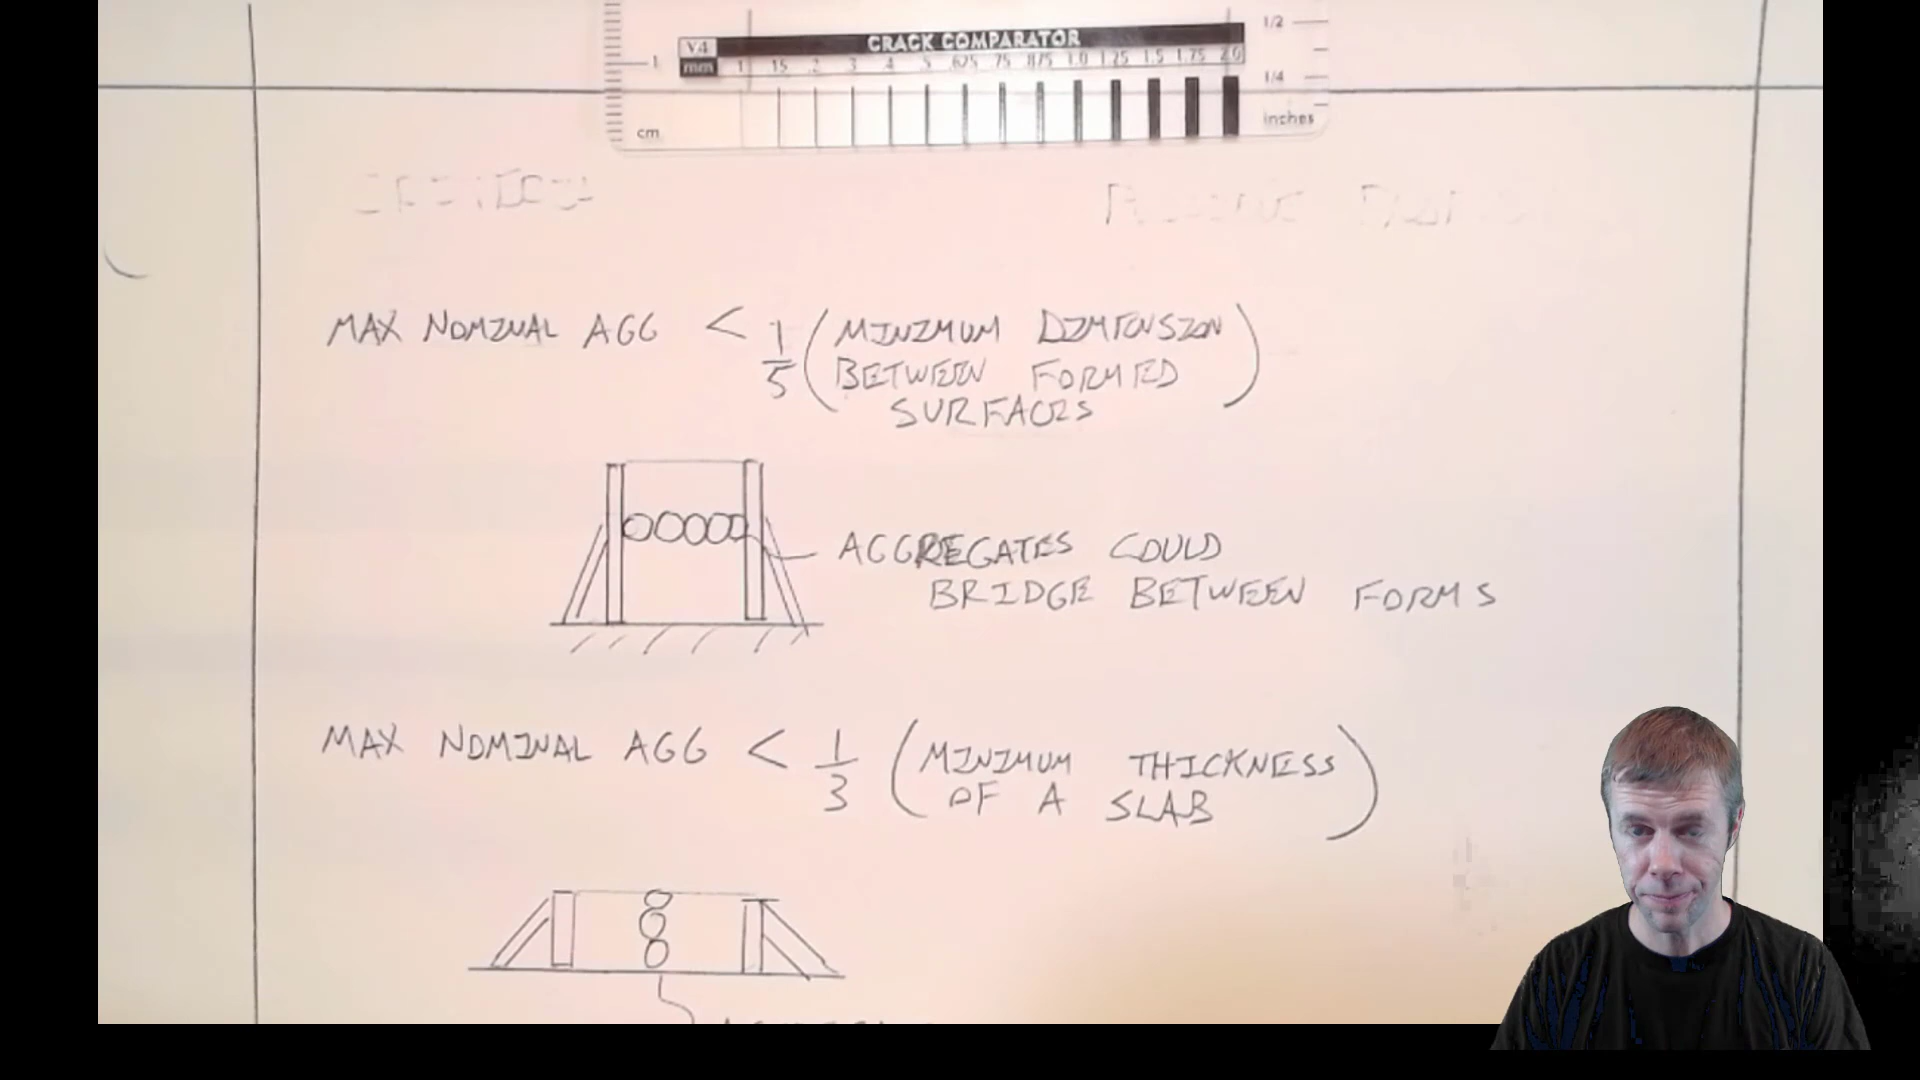 1/2
V4 CRACK COMPARATOR
1 mm .1 .15 .2 .3 .4 .5 .625 .75 .875 1.0 1.25 1.5 1.75 2.0
1/4
cm inches
MAX NOMINAL AGG < 1/5 (MINIMUM DIMENSION
BETWEEN FORMED
SURFACES)
AGGREGATES COULD
BRIDGE BETWEEN FORMS
MAX NOMINAL AGG < 1/3 (MINIMUM THICKNESS
OF A SLAB)